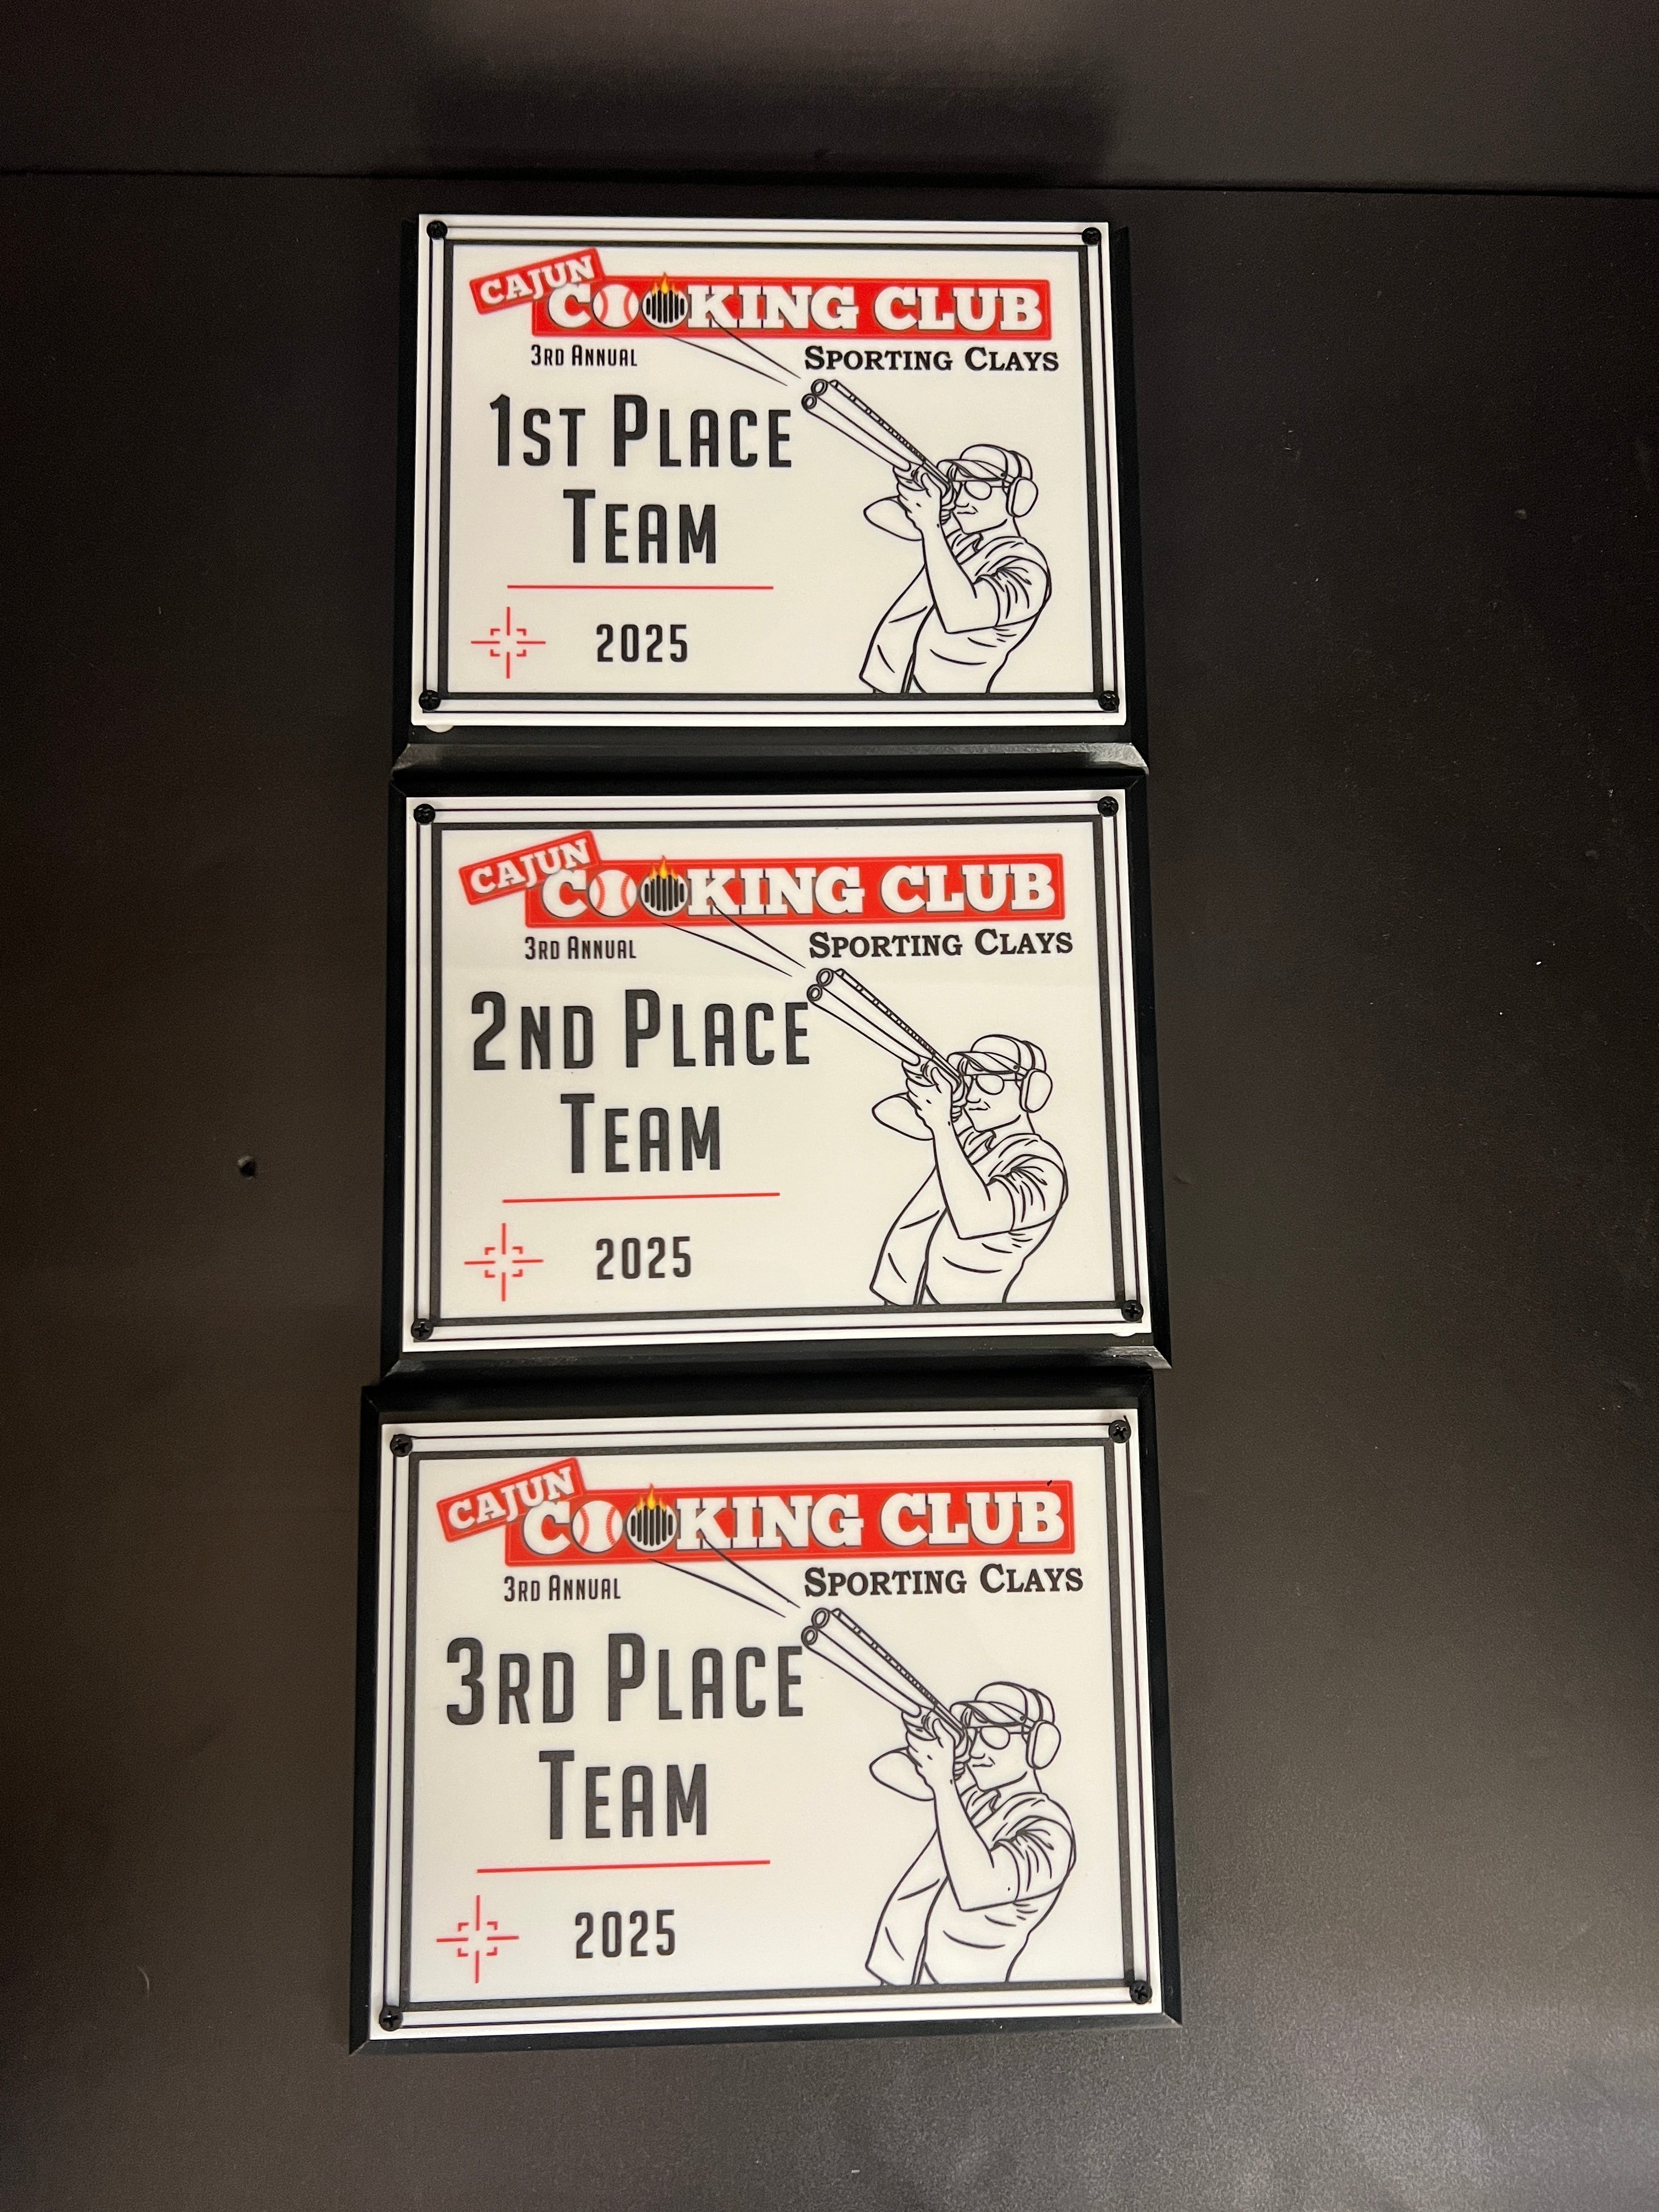 CAJUN
COOKING CLUB
3RD ANNUAL SPORTING CLAYS
1ST PLACE
TEAM
2025
CAJUN
COOKING CLUB
3RD ANNUAL SPORTING CLAYS
2ND PLACE
TEAM
2025
CAJUN
COOKING CLUB
3RD ANNUAL SPORTING CLAYS
3RD PLACE
TEAM
2025